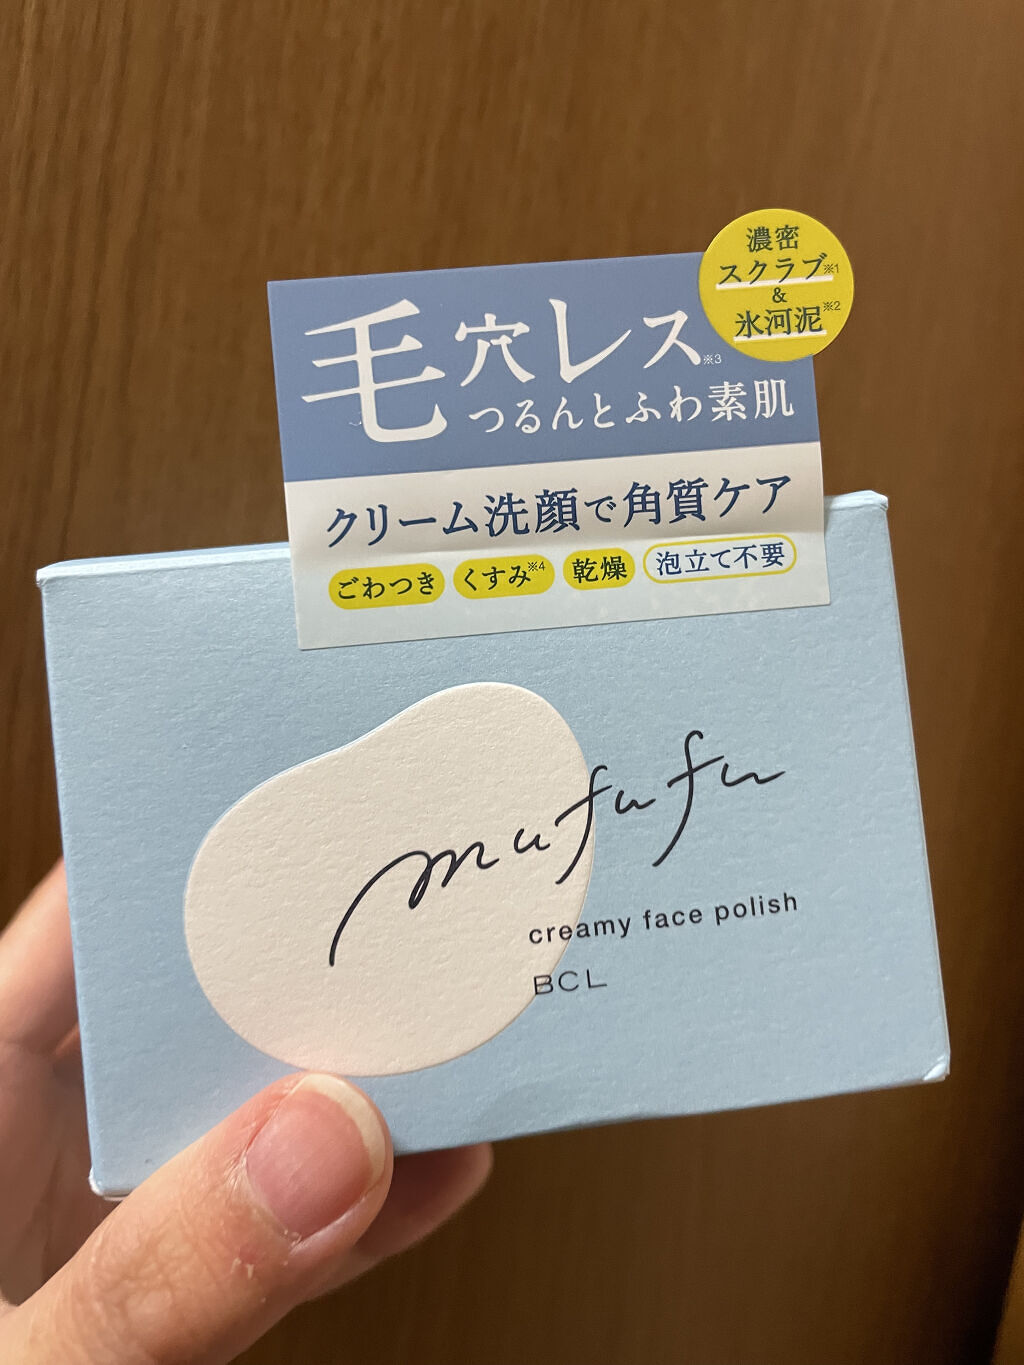 濃密
スクラブ※1
&
氷河泥※2
毛穴レス※3
つるんとふわ素肌
クリーム洗顔で角質ケア
ごわつき くすみ※4 乾燥 泡立て不要
mufufu
creamy face polish
BCL